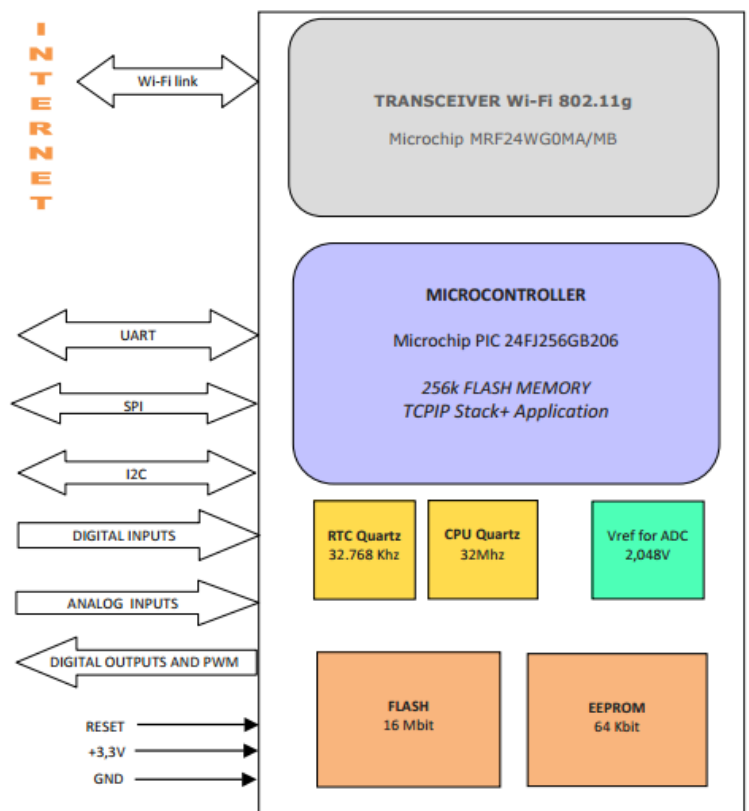 INTERNET
Wi-Fi link
TRANSCEIVER Wi-Fi 802.11g
Microchip MRF24WG0MA/MB
MICROCONTROLLER
Microchip PIC 24FJ256GB206
256k FLASH MEMORY
TCPIP Stack+ Application
UART
SPI
I2C
DIGITAL INPUTS
ANALOG INPUTS
DIGITAL OUTPUTS AND PWM
RESET
+3,3V
GND
RTC Quartz
32.768 Khz
CPU Quartz
32Mhz
Vref for ADC
2,048V
FLASH
16 Mbit
EEPROM
64 Kbit